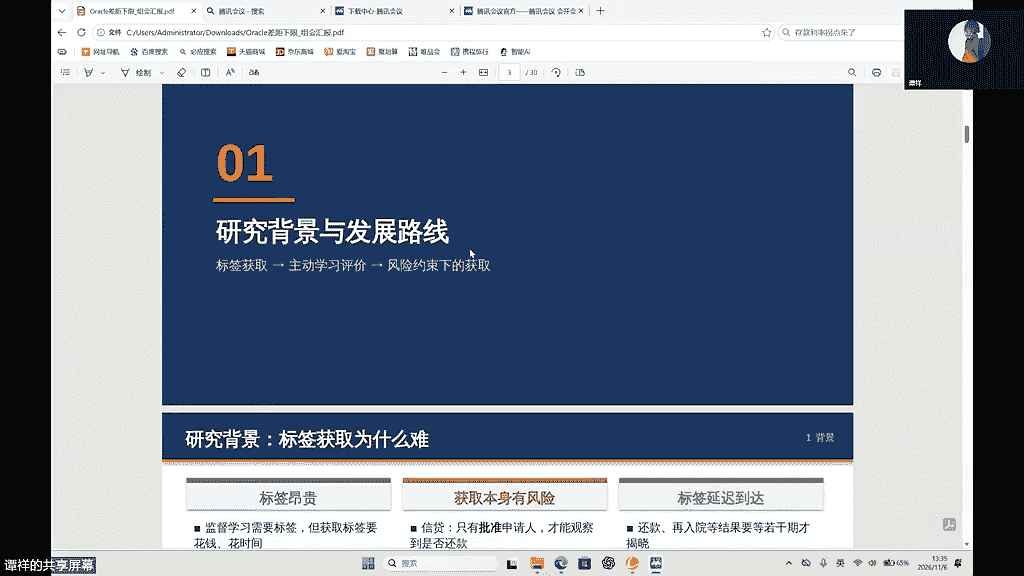 Oracle差距下限_组会汇报.pdf
腾讯会议 - 搜索
下载中心-腾讯会议
腾讯会议官方——腾讯会议 会开会
文件 C:/Users/Administrator/Downloads/Oracle差距下限_组会汇报.pdf
存款利率拐点来了
网址导航 百度搜索 必应搜索 天猫商城 京东商城 爱淘宝 聚划算 唯品会 携程旅行 智能AI
绘制
3 / 30
谭祥
01
研究背景与发展路线
标签获取 → 主动学习评价 → 风险约束下的获取
研究背景：标签获取为什么难
1 背景
标签昂贵
■ 监督学习需要标签，但获取标签要
花钱、花时间
获取本身有风险
■ 信贷：只有批准申请人，才能观察
到是否还款
标签延迟到达
■ 还款、再入院等结果要等若干期才
揭晓
谭祥的共享屏幕
搜索
英
65%
13:35
2026/11/6